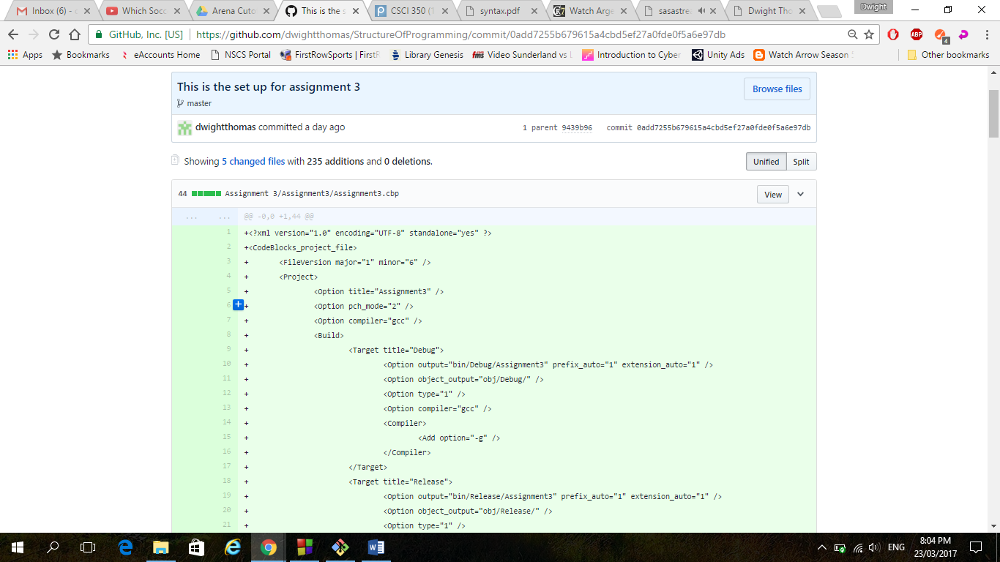 Dwight
Inbox (6) - 
Which Socc
Arena Cuto
This is the s
CSCI 350 (1
syntax.pdf
Watch Arge
sasastre
Dwight Tho
GitHub, Inc. [US] https://github.com/dwightthomas/StructureOfProgramming/commit/0add7255b679615a4cbd5ef27a0fde0f5a6e97db
ABP
4
Apps Bookmarks eAccounts Home NSCS Portal FirstRowSports | FirstR Library Genesis fms Video Sunderland vs L Introduction to Cyber Unity Ads Watch Arrow Season Other bookmarks
This is the set up for assignment 3
Browse files
master
dwightthomas committed a day ago 1 parent 9439b96 commit 0add7255b679615a4cbd5ef27a0fde0f5a6e97db
Showing 5 changed files with 235 additions and 0 deletions. Unified Split
44 Assignment 3/Assignment3/Assignment3.cbp View
... ... @@ -0,0 +1,44 @@
1 +<?xml version="1.0" encoding="UTF-8" standalone="yes" ?>
2 +<CodeBlocks_project_file>
3 + <FileVersion major="1" minor="6" />
4 + <Project>
5 + <Option title="Assignment3" />
6 + <Option pch_mode="2" />
7 + <Option compiler="gcc" />
8 + <Build>
9 + <Target title="Debug">
10 + <Option output="bin/Debug/Assignment3" prefix_auto="1" extension_auto="1" />
11 + <Option object_output="obj/Debug/" />
12 + <Option type="1" />
13 + <Option compiler="gcc" />
14 + <Compiler>
15 + <Add option="-g" />
16 + </Compiler>
17 + </Target>
18 + <Target title="Release">
19 + <Option output="bin/Release/Assignment3" prefix_auto="1" extension_auto="1" />
20 + <Option object_output="obj/Release/" />
21 + <Option type="1" />
ENG
8:04 PM
23/03/2017